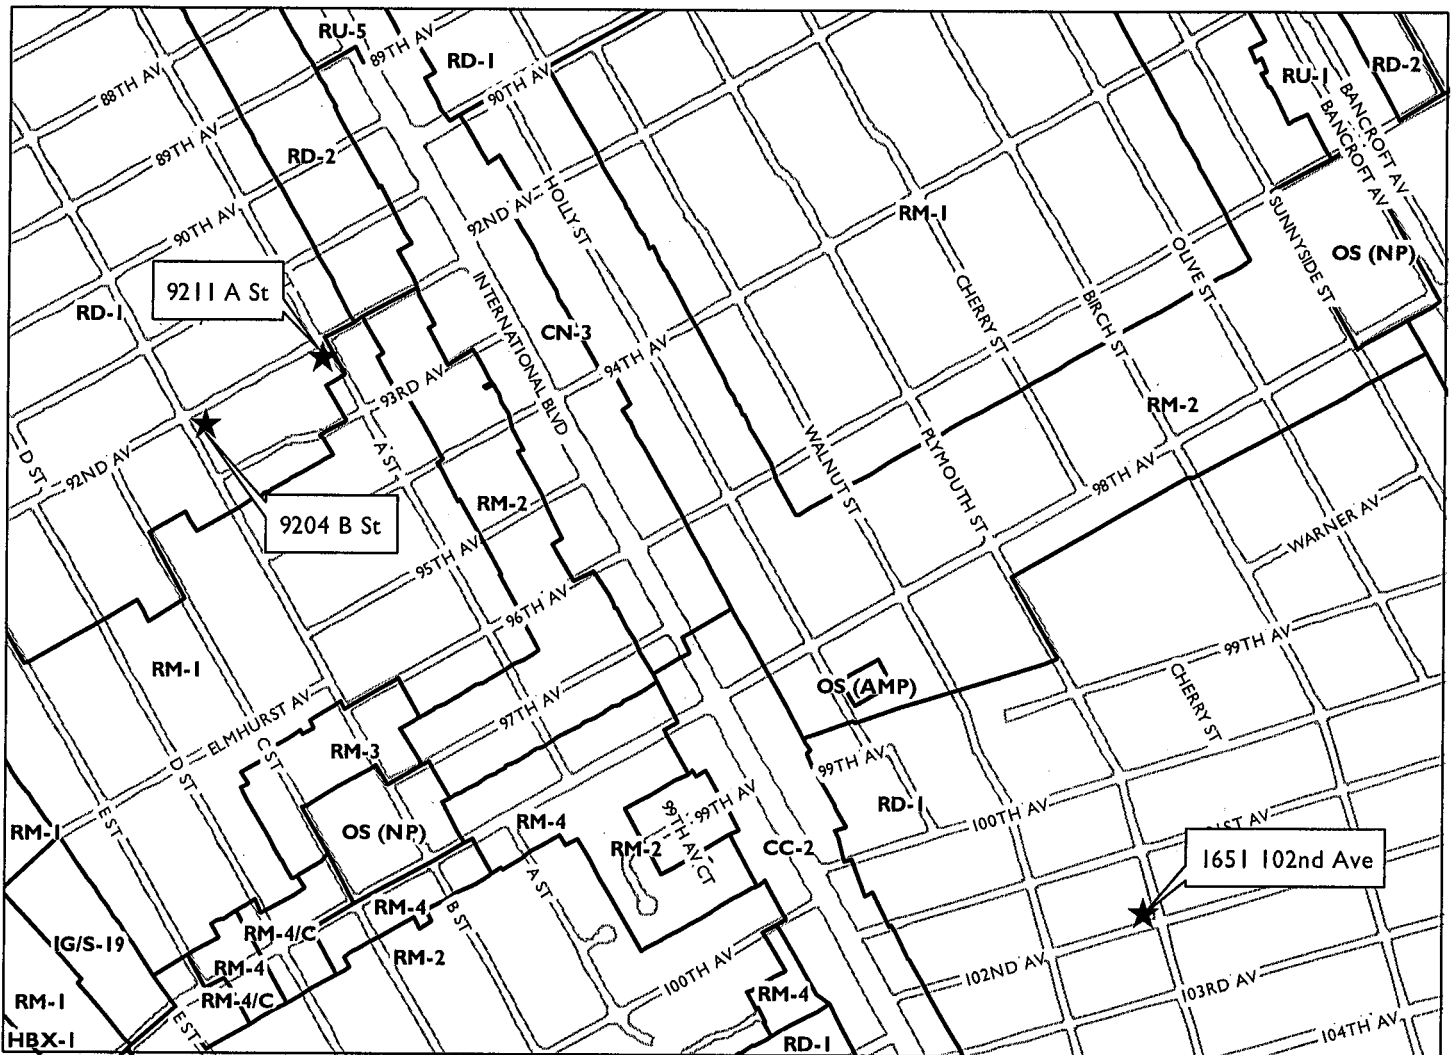 RU-5
89TH AV
RD-1
88TH AV
90TH AV
RU-1
RD-2
BANCROFT AV
BANCROFT AV
89TH AV
RD-2
92ND AV
HOLLY ST
RM-1
90TH AV
SUNNYSIDE ST
OLIVE ST
OS (NP)
9211 A St
RD-1
INTERNATIONAL BLVD
CHERRY ST
BIRCH ST
CN-3
94TH AV
93RD AV
RM-2
D ST
92ND AV
A ST
WALNUT ST
PLYMOUTH ST
98TH AV
RM-2
9204 B St
WARNER AV
95TH AV
96TH AV
RM-1
99TH AV
OS (AMP)
CHERRY ST
ELMHURST AV
97TH AV
C ST
D ST
RM-3
99TH AV
E ST
RM-1
OS (NP)
RM-4
99TH AV
99TH AV CT
RM-2
CC-2
RD-1
100TH AV
1ST AV
1651 102nd Ave
A ST
RM-4
B ST
RM-4/C
IG/S-19
RM-4
RM-2
100TH AV
102ND AV
RM-1
RM-4/C
RM-4
103RD AV
E ST
HBX-1
RD-1
104TH AV